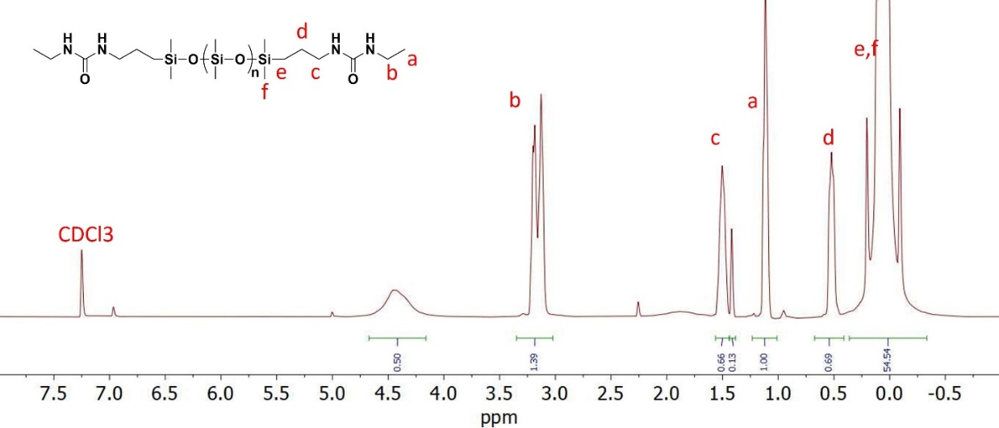 d
H H H H
N N Si O Si O Si N N a
O n e c O b
f
e,f
b
a
c
d
CDCl3
0.50
1.39
0.66
0.13
1.00
0.69
54.54
7.5 7.0 6.5 6.0 5.5 5.0 4.5 4.0 3.5 3.0 2.5 2.0 1.5 1.0 0.5 0.0 -0.5
ppm